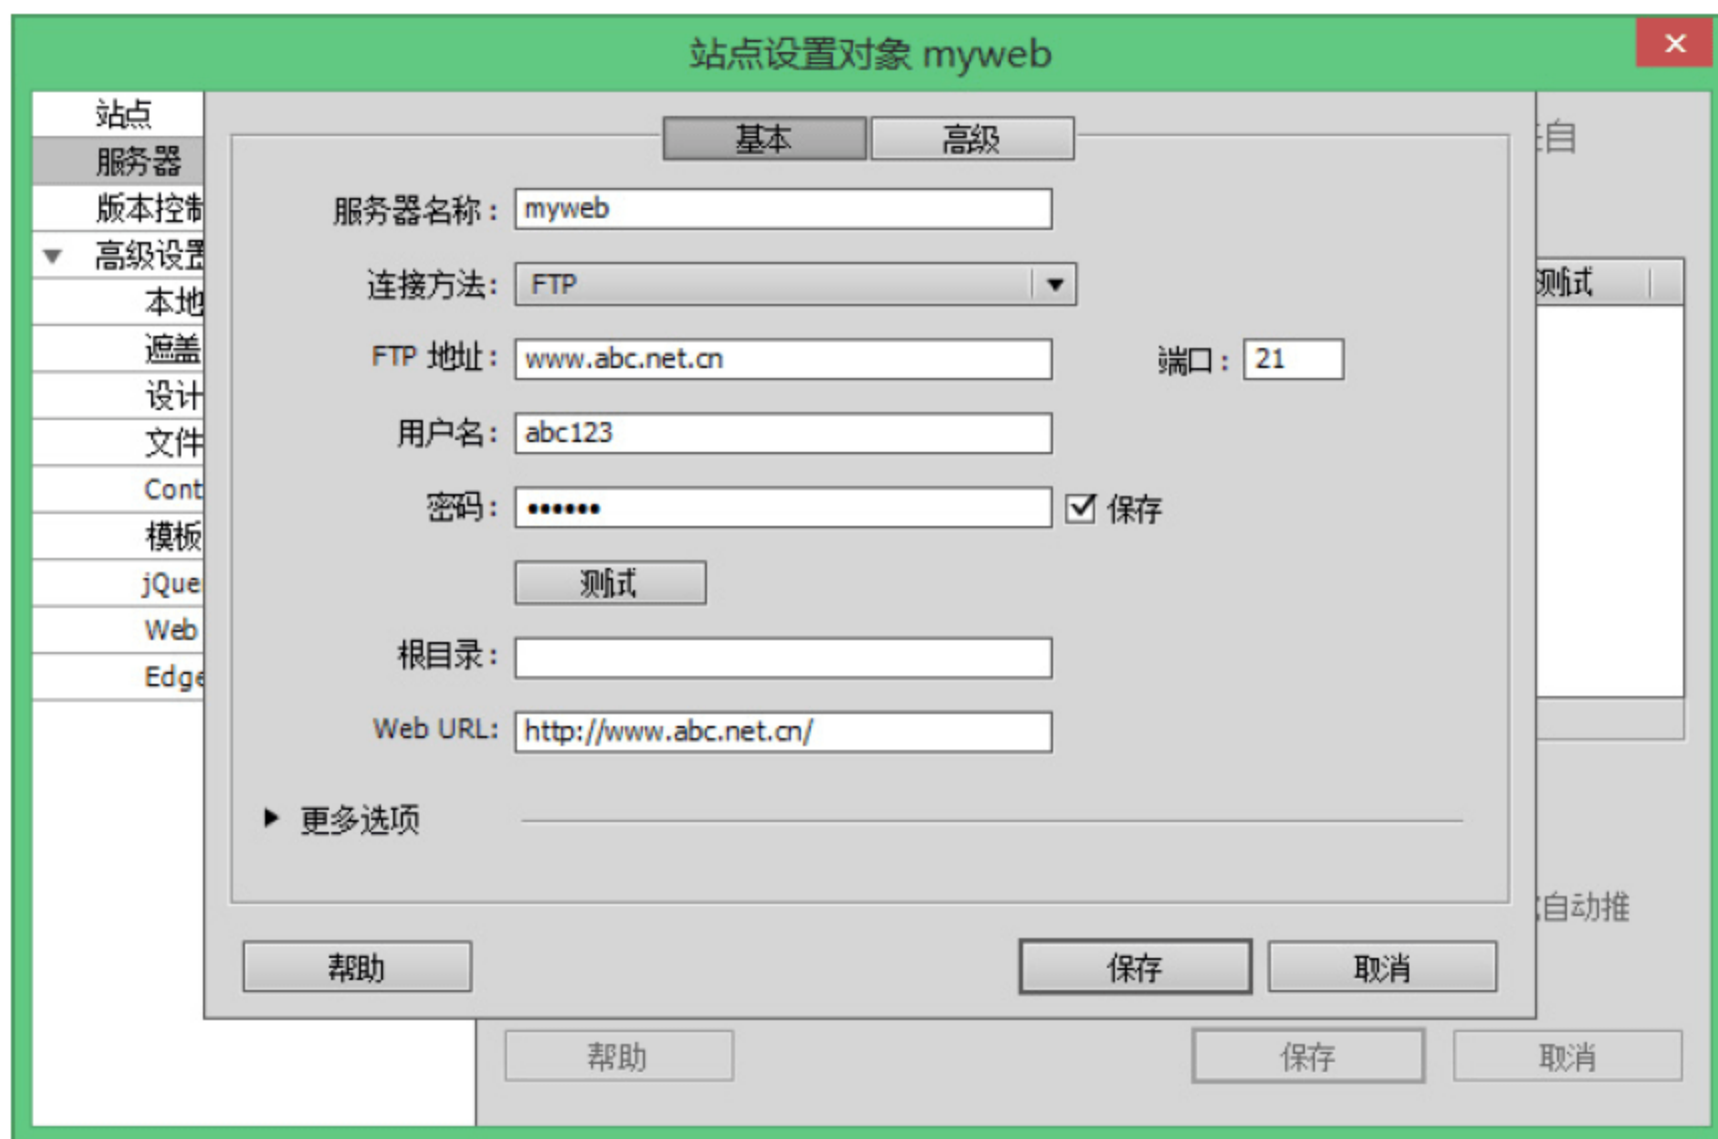 站点设置对象 myweb
站点
服务器
版本控制
高级设置
本地
遮盖
设计
文件
Cont
模板
jQue
Web
Edge
基本 高级
服务器名称： myweb
连接方法： FTP
FTP 地址： www.abc.net.cn 端口： 21
用户名： abc123
密码： •••••• 保存
测试
根目录：
Web URL: http://www.abc.net.cn/
更多选项
帮助 保存 取消
自
测试
自动推
帮助 保存 取消